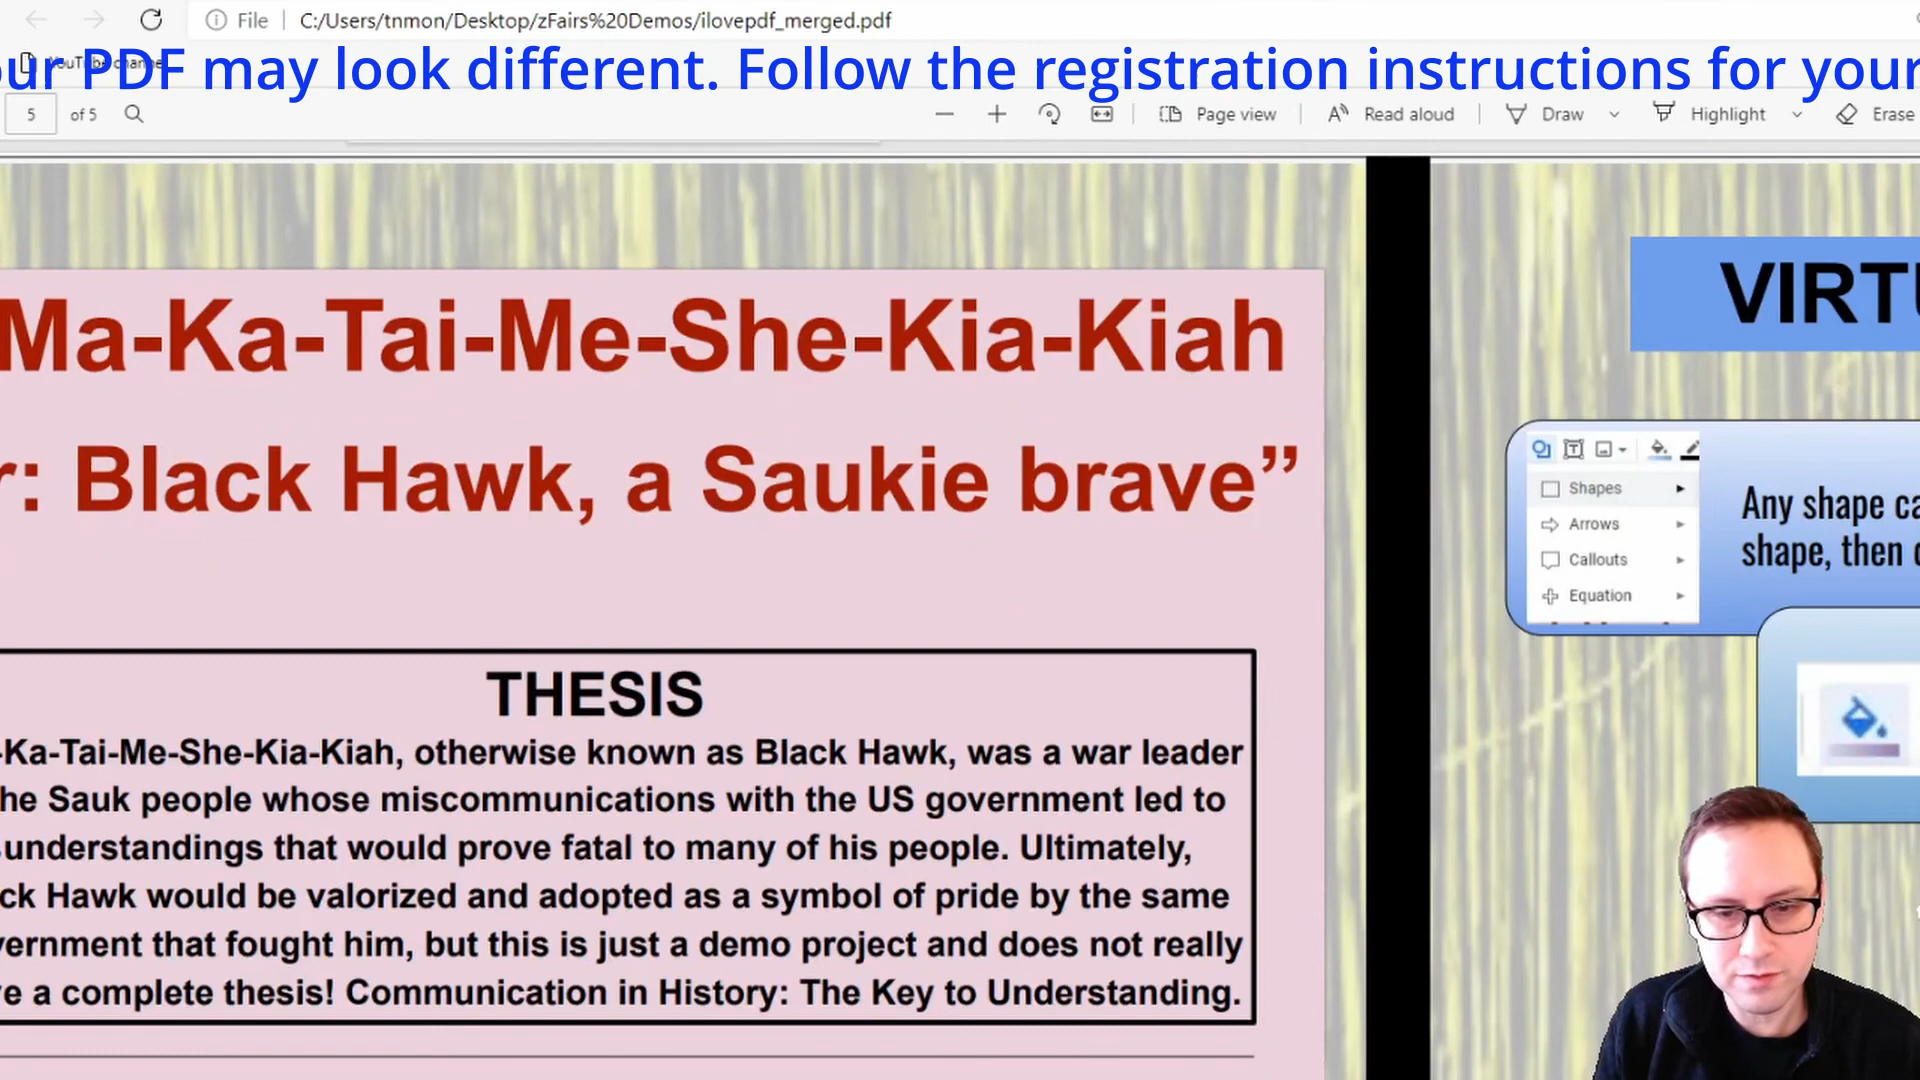 File C:/Users/tnmon/Desktop/zFairs%20Demos/ilovepdf_merged.pdf
ur PDF may look different. Follow the registration instructions for your
5 of 5 Page view Read aloud Draw Highlight Erase
Ma-Ka-Tai-Me-She-Kia-Kiah
r: Black Hawk, a Saukie brave”
THESIS
-Ka-Tai-Me-She-Kia-Kiah, otherwise known as Black Hawk, was a war leader
he Sauk people whose miscommunications with the US government led to
understandings that would prove fatal to many of his people. Ultimately,
ck Hawk would be valorized and adopted as a symbol of pride by the same
vernment that fought him, but this is just a demo project and does not really
ve a complete thesis! Communication in History: The Key to Understanding.
VIRTU
Shapes
Arrows
Callouts
Equation
Any shape ca
shape, then